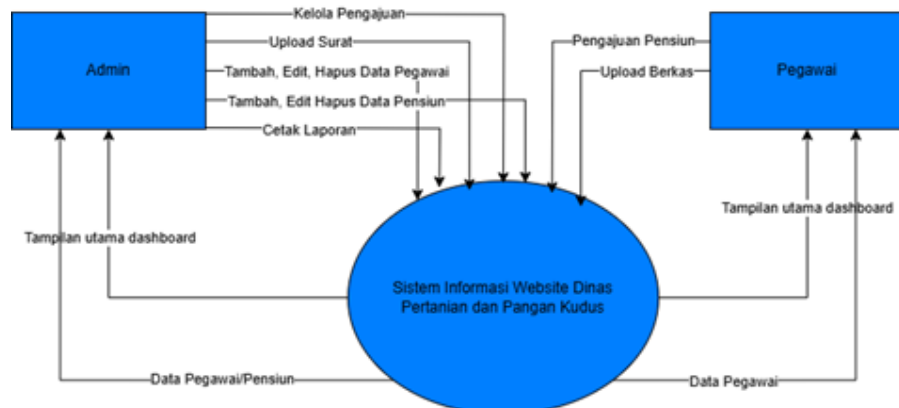 Kelola Pengajuan
Upload Surat
Admin
Tambah, Edit, Hapus Data Pegawai
Tambah, Edit Hapus Data Pensiun
Cetak Laporan
Pengajuan Pensiun
Upload Berkas
Pegawai
Tampilan utama dashboard
Tampilan utama dashboard
Sistem Informasi Website Dinas
Pertanian dan Pangan Kudus
Data Pegawai/Pensiun
Data Pegawai